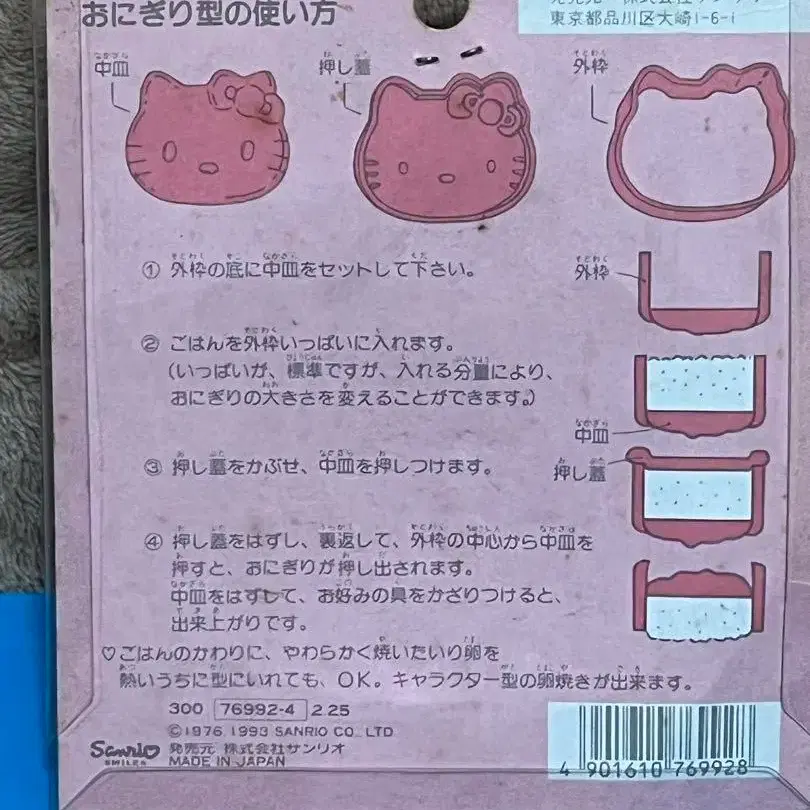 おにぎり型の使い方
東京都品川区大崎1-6-1
中皿
押し蓋
外枠
① 外枠の底に中皿をセットして下さい。
外枠
② ごはんを外枠いっぱいに入れます。
(いっぱいが、標準ですが、入れる分量により、
おにぎりの大きさを変えることができます。)
中皿
③ 押し蓋をかぶせ、中皿を押しつけます。
押し蓋
④ 押し蓋をはずし、裏返して、外枠の中心から中皿を
押すと、おにぎりが押し出されます。
中皿をはずして、お好みの具をかざりつけると、
出来上がりです。
♡ごはんのかわりに、やわらかく焼いたいり卵を
熱いうちに型にいれても、OK。キャラクター型の卵焼きが出来ます。
300 76992-4 2.25
©1976,1993 SANRIO CO., LTD
Sanrio SMILES 発売元 株式会社サンリオ
MADE IN JAPAN
4 901610 769928